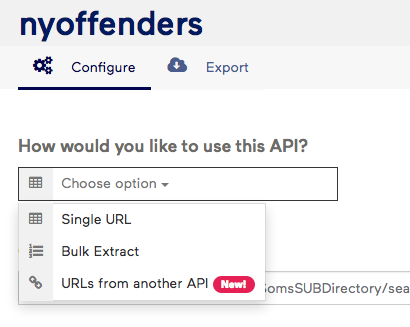 nyoffenders
Configure Export
How would you like to use this API?
Choose option
Single URL
Bulk Extract
URLs from another API New!
SomsSUBDirectory/sea